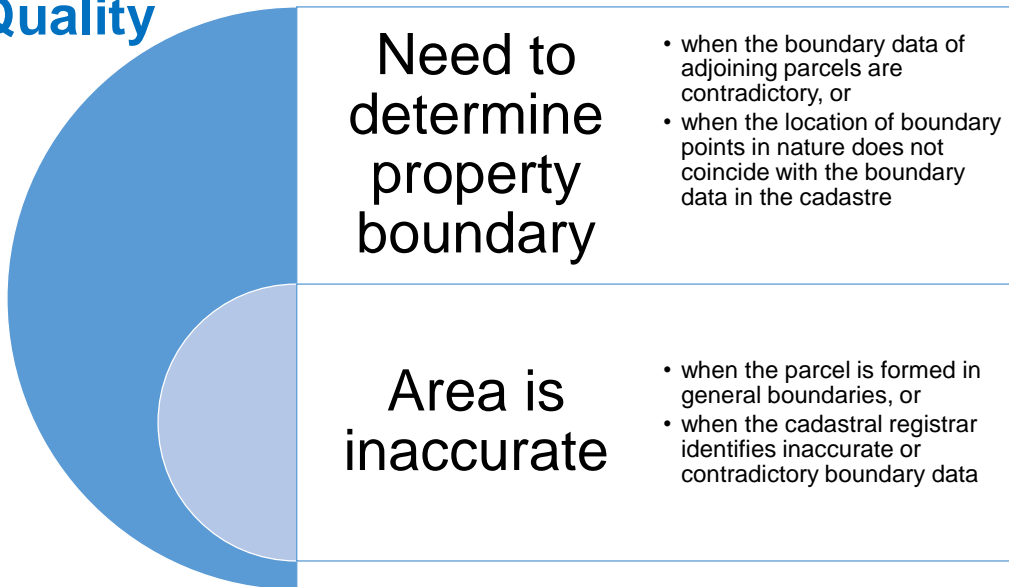 Quality
Need to
determine
property
boundary
• when the boundary data of
adjoining parcels are
contradictory, or
• when the location of boundary
points in nature does not
coincide with the boundary
data in the cadastre
Area is
inaccurate
• when the parcel is formed in
general boundaries, or
• when the cadastral registrar
identifies inaccurate or
contradictory boundary data